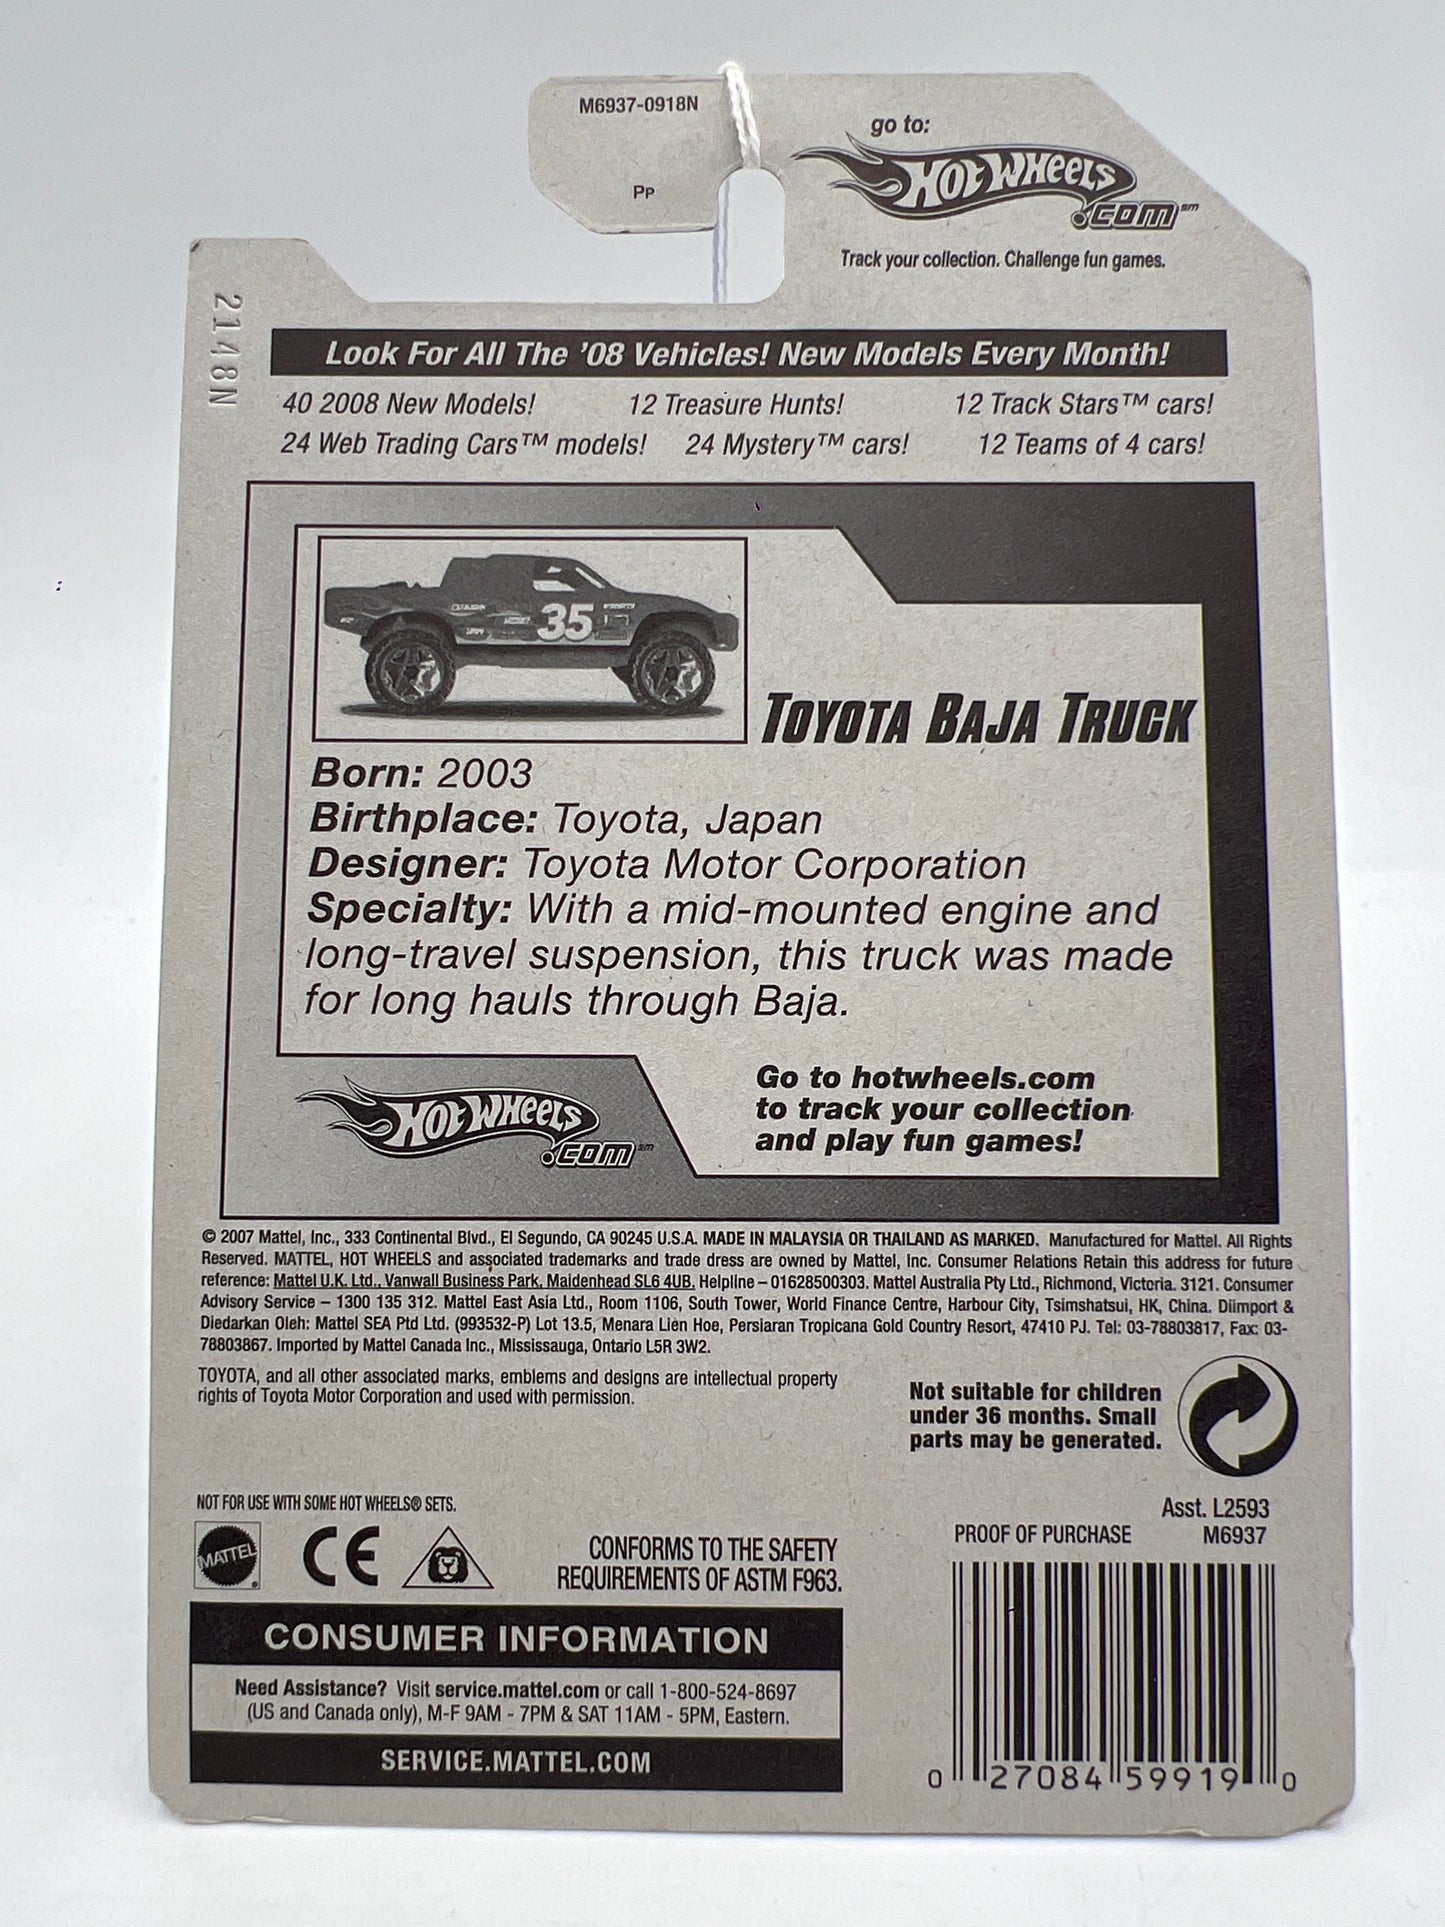 M6937-0918N
Pp
go to:
HOT WHEELS
.COM℠
Track your collection. Challenge fun games.
2148N
Look For All The '08 Vehicles! New Models Every Month!
40 2008 New Models! 12 Treasure Hunts! 12 Track Stars™ cars!
24 Web Trading Cars™ models! 24 Mystery™ cars! 12 Teams of 4 cars!
35
TOYOTA BAJA TRUCK
Born: 2003
Birthplace: Toyota, Japan
Designer: Toyota Motor Corporation
Specialty: With a mid-mounted engine and
long-travel suspension, this truck was made
for long hauls through Baja.
HOT WHEELS
.COM℠
Go to hotwheels.com
to track your collection
and play fun games!
© 2007 Mattel, Inc., 333 Continental Blvd., El Segundo, CA 90245 U.S.A. MADE IN MALAYSIA OR THAILAND AS MARKED. Manufactured for Mattel. All Rights
Reserved. MATTEL, HOT WHEELS and associated trademarks and trade dress are owned by Mattel, Inc. Consumer Relations Retain this address for future
reference: Mattel U.K. Ltd., Vanwall Business Park, Maidenhead SL6 4UB. Helpline – 01628500303. Mattel Australia Pty Ltd., Richmond, Victoria. 3121. Consumer
Advisory Service – 1300 135 312. Mattel East Asia Ltd., Room 1106, South Tower, World Finance Centre, Harbour City, Tsimshatsui, HK, China. Diimport &
Diedarkan Oleh: Mattel SEA Ptd Ltd. (993532-P) Lot 13.5, Menara Lien Hoe, Persiaran Tropicana Gold Country Resort, 47410 PJ. Tel: 03-78803817, Fax: 03-
78803867. Imported by Mattel Canada Inc., Mississauga, Ontario L5R 3W2.
TOYOTA, and all other associated marks, emblems and designs are intellectual property
rights of Toyota Motor Corporation and used with permission.
Not suitable for children
under 36 months. Small
parts may be generated.
NOT FOR USE WITH SOME HOT WHEELS® SETS.
MATTEL
CE
CONFORMS TO THE SAFETY
REQUIREMENTS OF ASTM F963.
Asst. L2593
PROOF OF PURCHASE M6937
CONSUMER INFORMATION
Need Assistance? Visit service.mattel.com or call 1-800-524-8697
(US and Canada only), M-F 9AM - 7PM & SAT 11AM - 5PM, Eastern.
SERVICE.MATTEL.COM
0 27084 59919 0